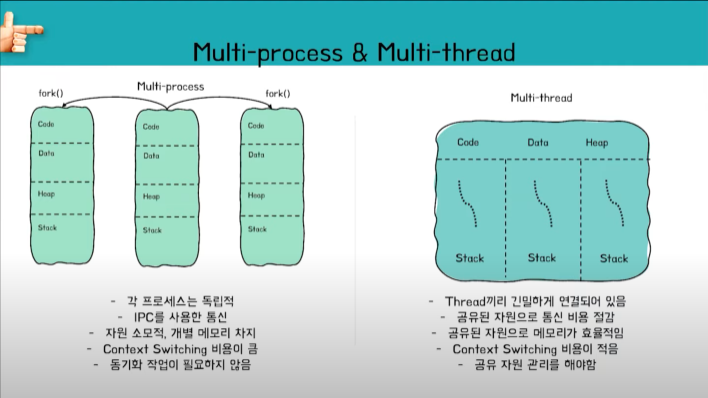 Multi-process & Multi-thread
Multi-process
fork()
fork()
Code
Data
Heap
Stack
Code
Data
Heap
Stack
Code
Data
Heap
Stack
- 각 프로세스는 독립적
- IPC를 사용한 통신
- 자원 소모적, 개별 메모리 차지
- Context Switching 비용이 큼
- 동기화 작업이 필요하지 않음
Multi-thread
Code Data Heap
Stack Stack Stack
- Thread끼리 긴밀하게 연결되어 있음
- 공유된 자원으로 통신 비용 절감
- 공유된 자원으로 메모리가 효율적임
- Context Switching 비용이 적음
- 공유 자원 관리를 해야함